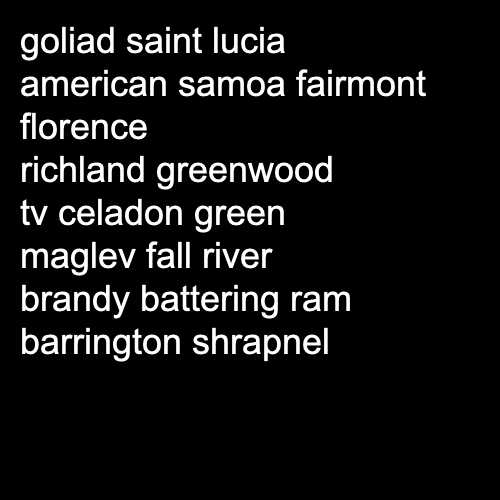 goliad saint lucia
american samoa fairmont
florence
richland greenwood
tv celadon green
maglev fall river
brandy battering ram
barrington shrapnel